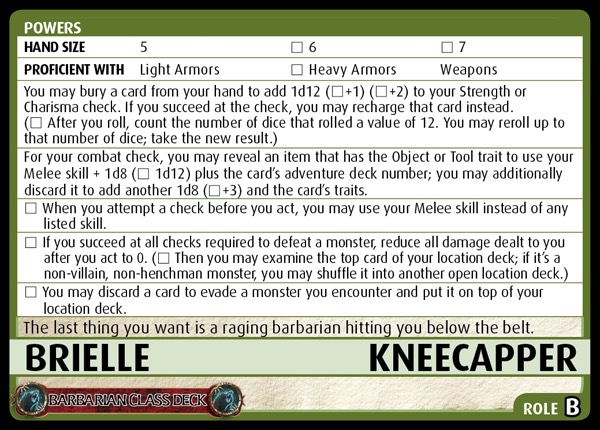 POWERS
HAND SIZE 5 □ 6 □ 7
PROFICIENT WITH Light Armors □ Heavy Armors Weapons
You may bury a card from your hand to add 1d12 (□+1) (□+2) to your Strength or
Charisma check. If you succeed at the check, you may recharge that card instead.
(□ After you roll, count the number of dice that rolled a value of 12. You may reroll up to
that number of dice; take the new result.)
For your combat check, you may reveal an item that has the Object or Tool trait to use your
Melee skill + 1d8 (□ 1d12) plus the card's adventure deck number; you may additionally
discard it to add another 1d8 (□+3) and the card's traits.
□ When you attempt a check before you act, you may use your Melee skill instead of any
listed skill.
□ If you succeed at all checks required to defeat a monster, reduce all damage dealt to you
after you act to 0. (□ Then you may examine the top card of your location deck; if it's a
non-villain, non-henchman monster, you may shuffle it into another open location deck.)
□ You may discard a card to evade a monster you encounter and put it on top of your
location deck.
The last thing you want is a raging barbarian hitting you below the belt.
BRIELLE KNEECAPPER
BARBARIAN CLASS DECK
ROLE B